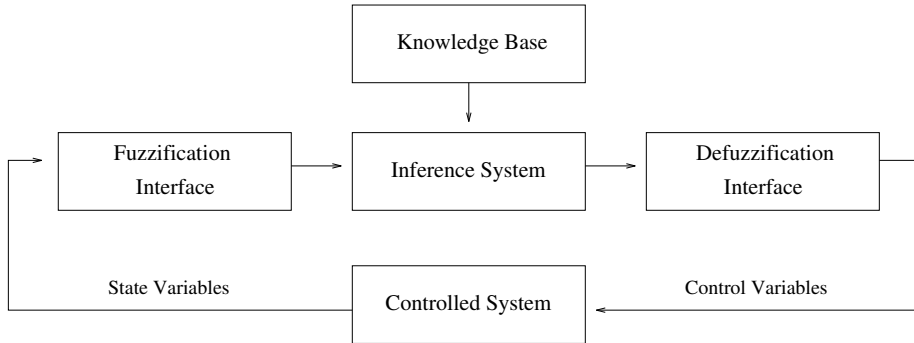 Knowledge Base
Fuzzification
Interface
Inference System
Defuzzification
Interface
State Variables
Controlled System
Control Variables